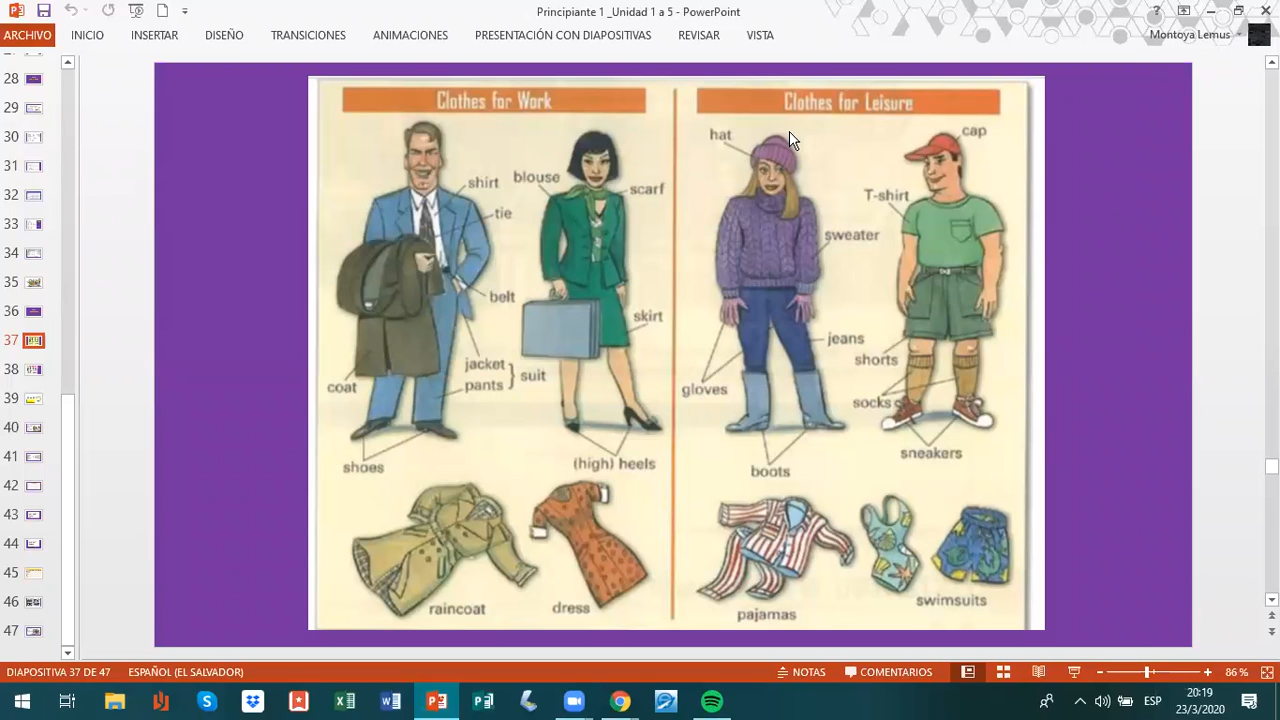 Principiante 1 _Unidad 1 a 5 - PowerPoint
?
ARCHIVO INICIO INSERTAR DISEÑO TRANSICIONES ANIMACIONES PRESENTACIÓN CON DIAPOSITIVAS REVISAR VISTA Montoya Lemus
28
29
30
31
32
33
34
35
36
37
38
39
40
41
42
43
44
45
46
47
Clothes for Work
shirt
tie
blouse
scarf
belt
skirt
jacket
pants
suit
coat
shoes
(high) heels
raincoat
dress
Clothes for Leisure
hat
cap
T-shirt
sweater
jeans
shorts
gloves
socks
sneakers
boots
pajamas
swimsuits
DIAPOSITIVA 37 DE 47 ESPAÑOL (EL SALVADOR) NOTAS COMENTARIOS 86 %
ESP 20:19
23/3/2020